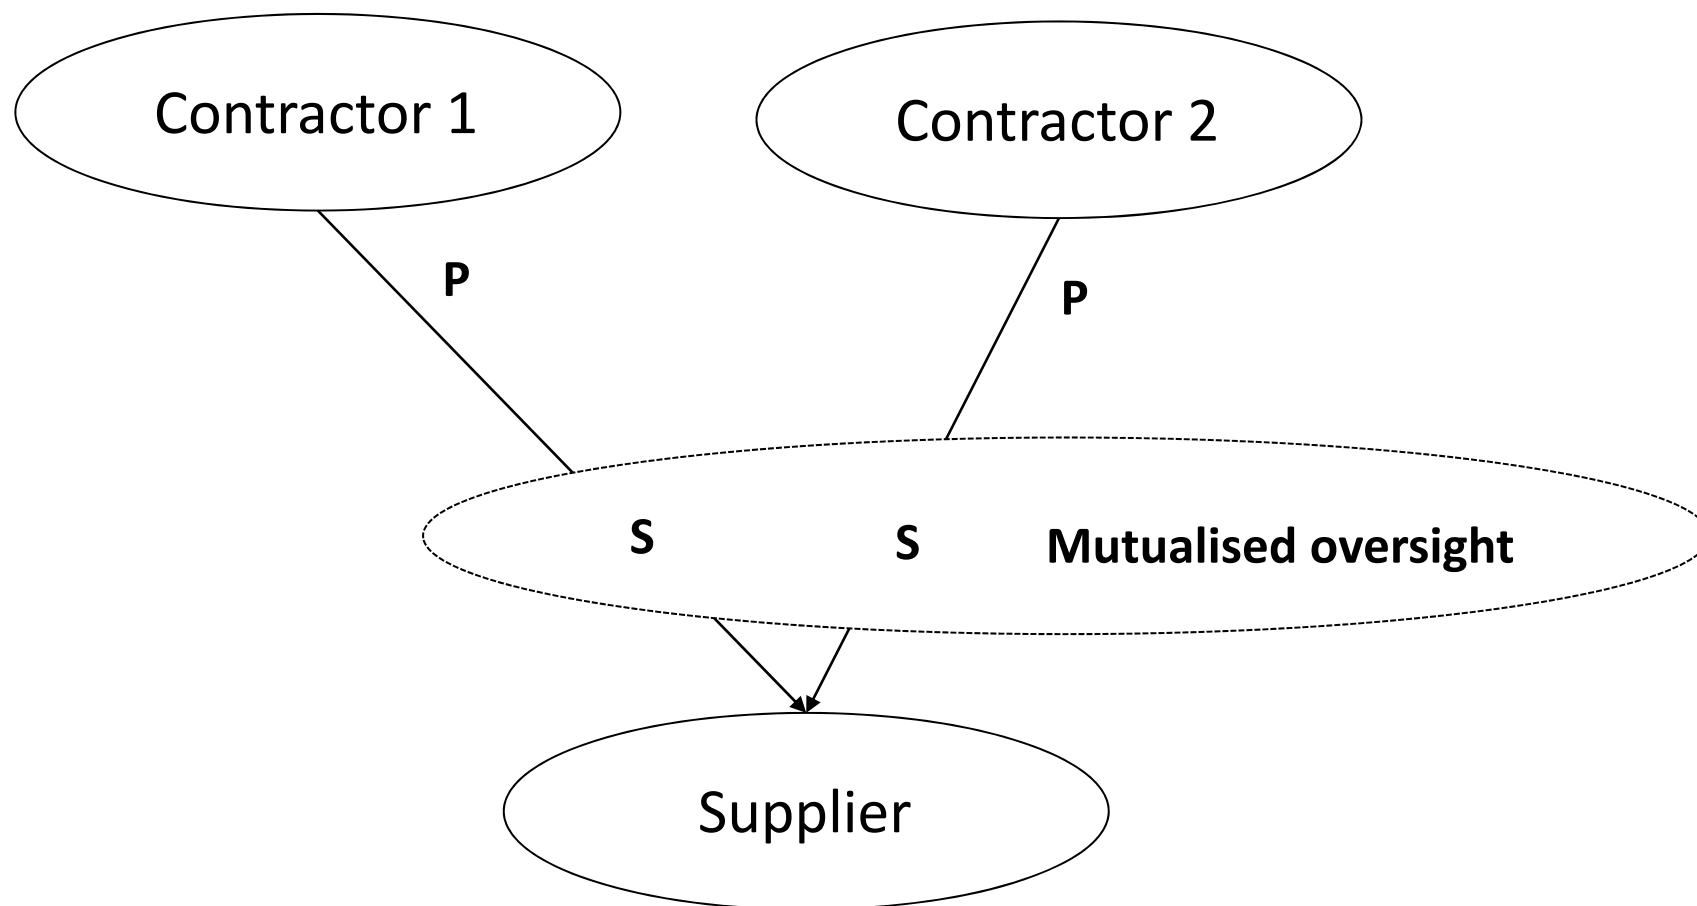 Contractor 1
Contractor 2
P
P
S
S
Mutualised oversight
Supplier